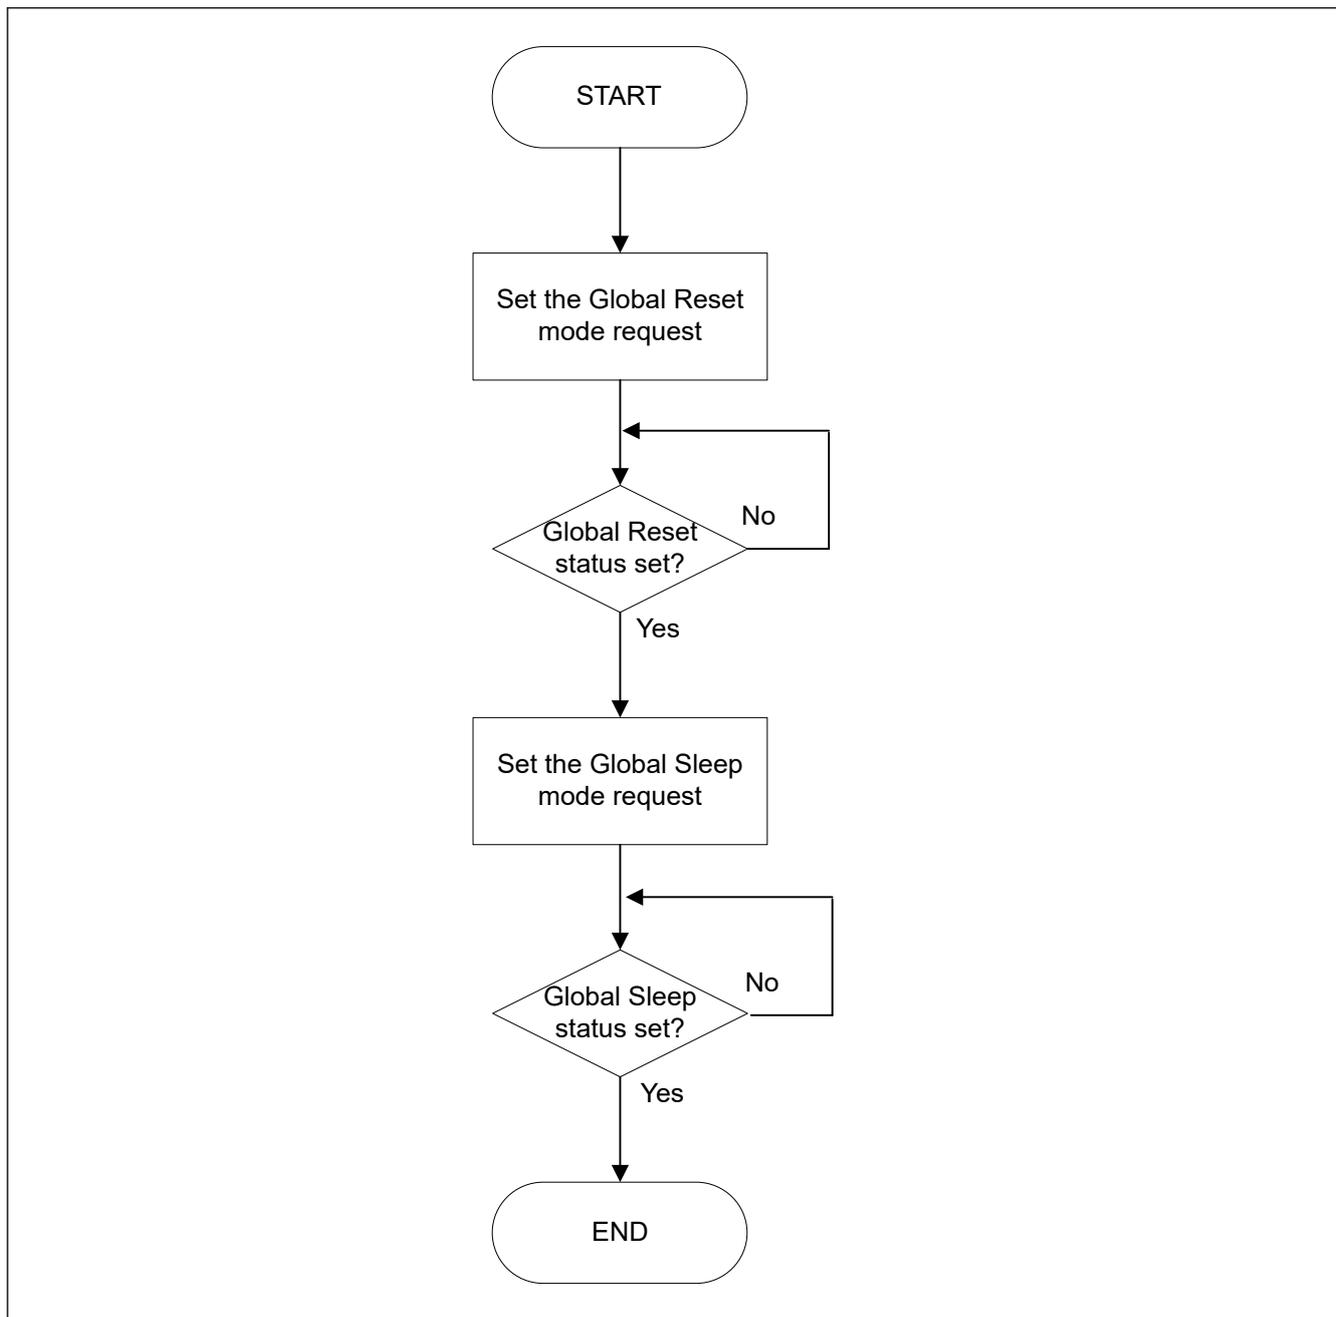 START
Set the Global Reset
mode request
No
Global Reset
status set?
Yes
Set the Global Sleep
mode request
No
Global Sleep
status set?
Yes
END